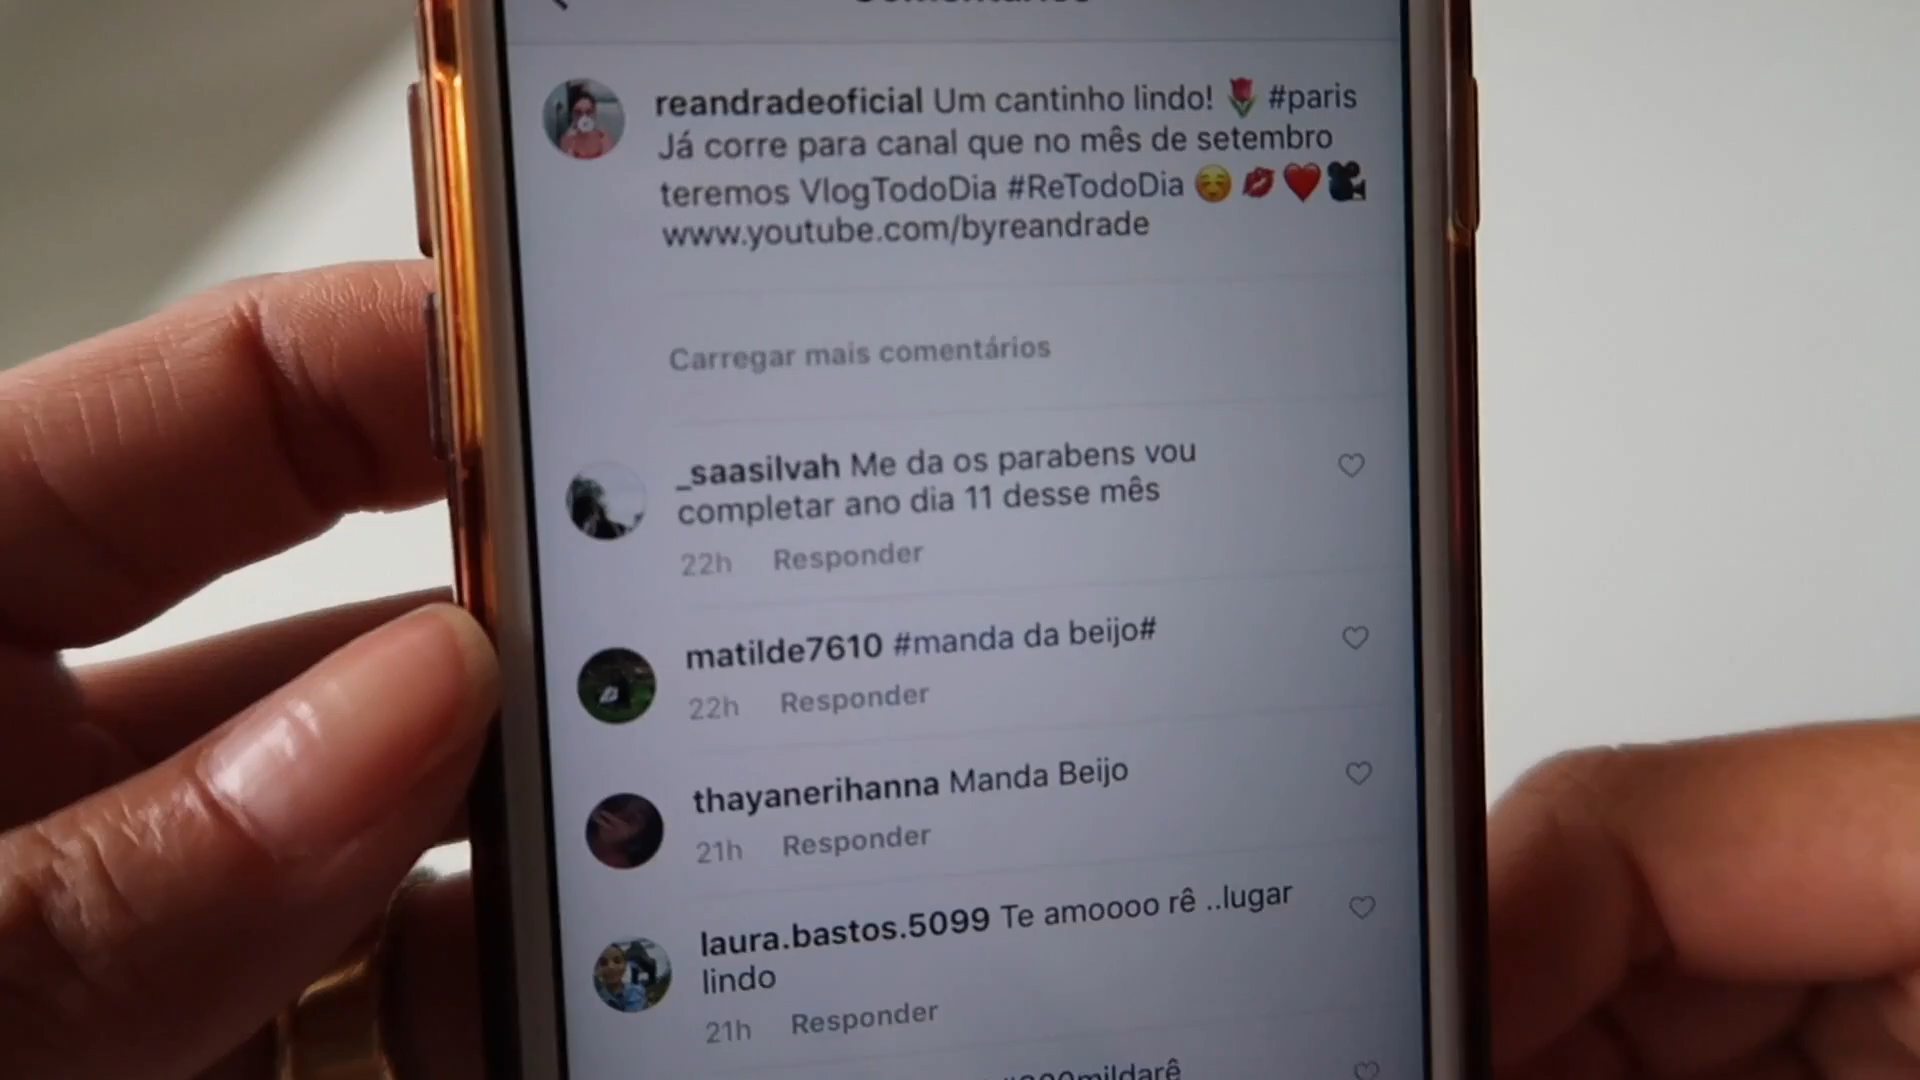 Comentários
reandradeoficial Um cantinho lindo! 🌷 #paris
Já corre para canal que no mês de setembro
teremos VlogTodoDia #ReTodoDia ☺️💋❤️🎥
www.youtube.com/byreandrade
Carregar mais comentários
_saasilvah Me da os parabens vou
completar ano dia 11 desse mês
22h Responder
matilde7610 #manda da beijo#
22h Responder
thayanerihanna Manda Beijo
21h Responder
laura.bastos.5099 Te amoooo rê ..lugar
lindo
21h Responder